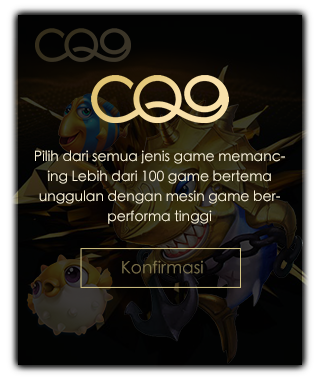 CQ9
CQ9
Pilih dari semua jenis game memanc-
ing Lebih dari 100 game bertema
unggulan dengan mesin game ber-
performa tinggi
Konfirmasi